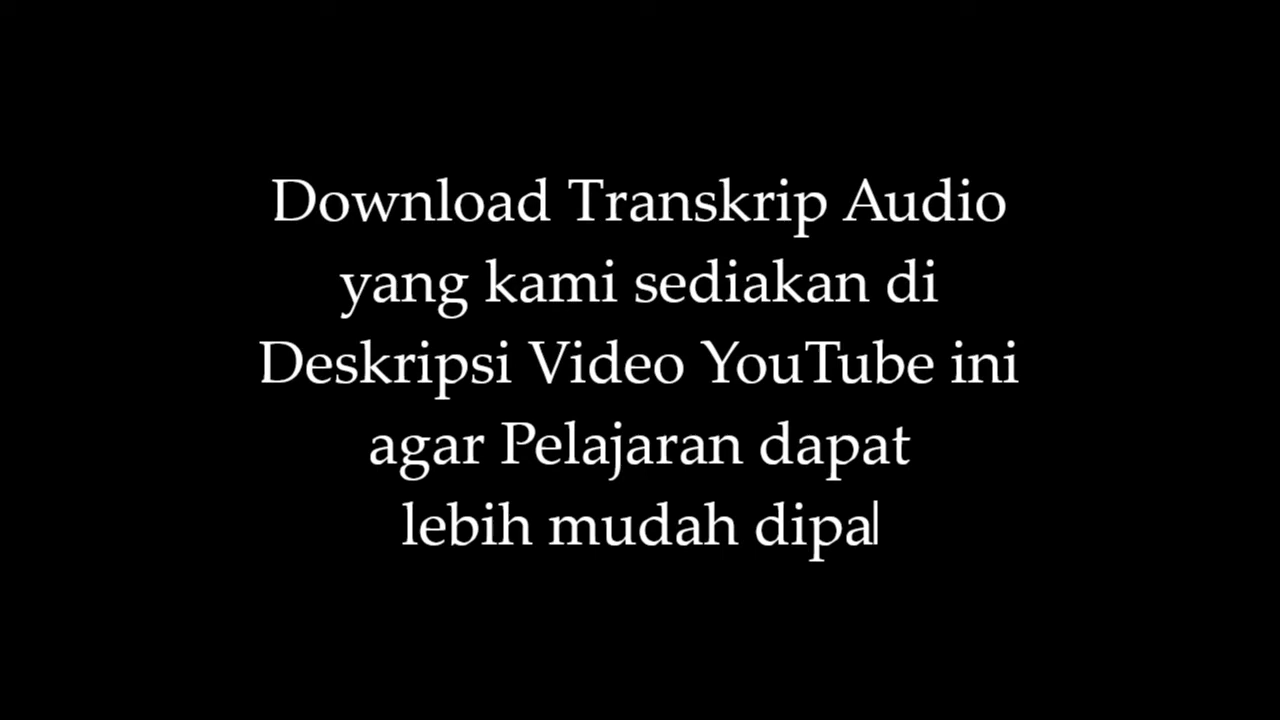 Download Transkrip Audio
yang kami sediakan di
Deskripsi Video YouTube ini
agar Pelajaran dapat
lebih mudah dipa